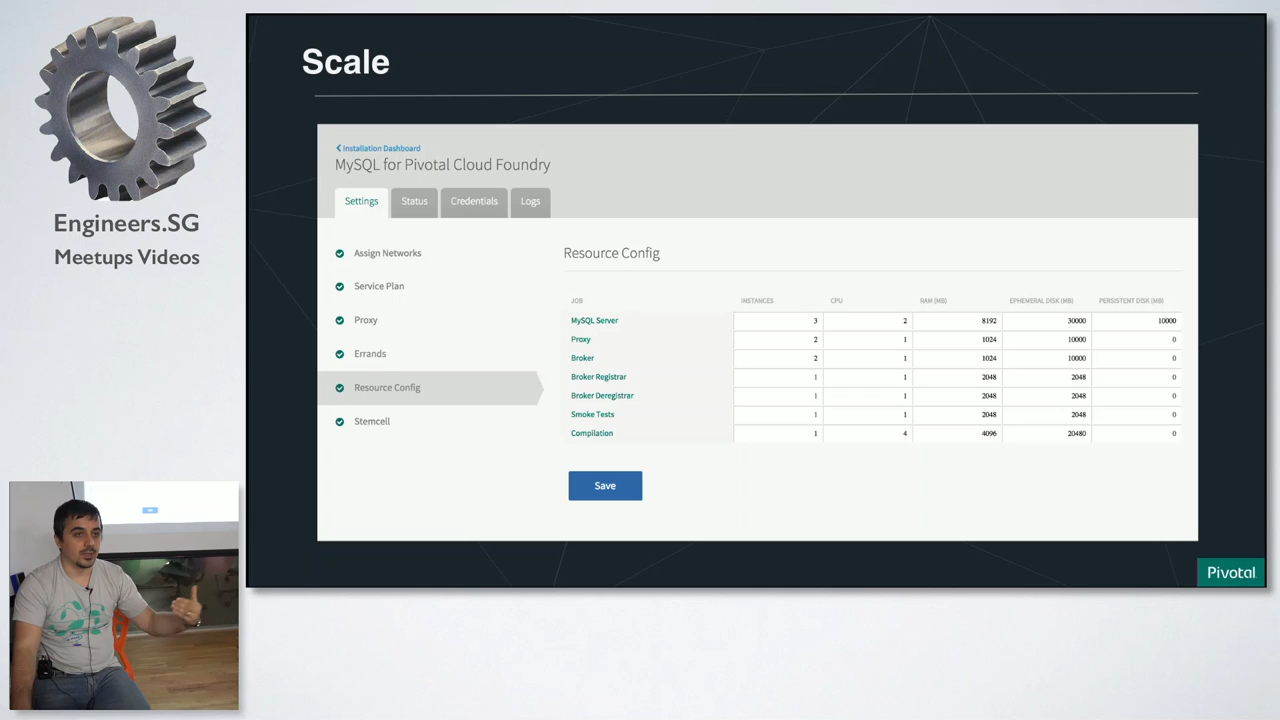 Engineers.SG
Meetups Videos
Scale
Installation Dashboard
MySQL for Pivotal Cloud Foundry
Settings Status Credentials Logs
Assign Networks
Service Plan
Proxy
Errands
Resource Config
Stemcell
Resource Config
JOB INSTANCES CPU RAM (MB) EPHEMERAL DISK (MB) PERSISTENT DISK (MB)
MySQL Server 3 2 8192 30000 10000
Proxy 2 1 1024 10000 0
Broker 2 1 1024 10000 0
Broker Registrar 1 1 2048 2048 0
Broker Deregistrar 1 1 2048 2048 0
Smoke Tests 1 1 2048 2048 0
Compilation 1 4 4096 20480 0
Save
Pivotal